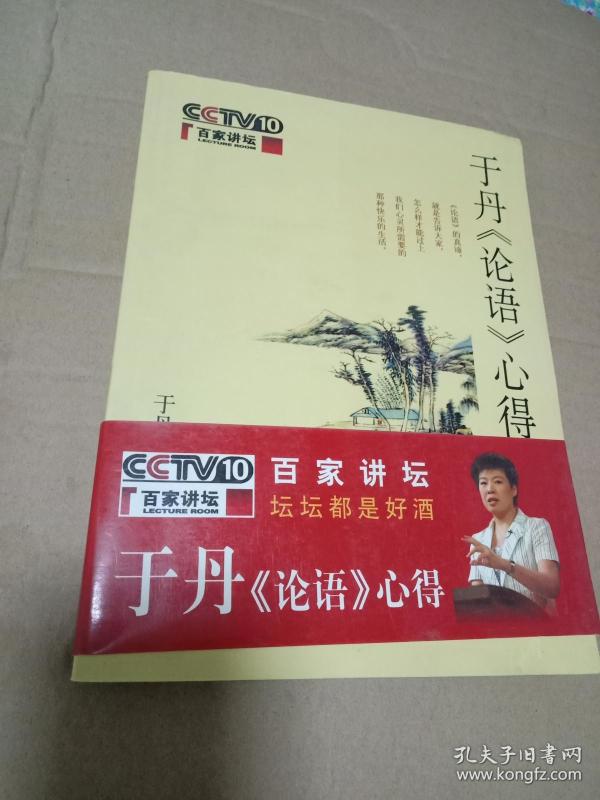 CCTV10
百家讲坛
LECTURE ROOM
于丹《论语》心得
《论语》的真谛，
就是告诉大家，
怎么样才能过上
我们心灵所需要的
那种快乐的生活。
于丹
CCTV10
百家讲坛
LECTURE ROOM
百家讲坛
坛坛都是好酒
于丹《论语》心得
孔夫子旧书网
www.kongfz.com